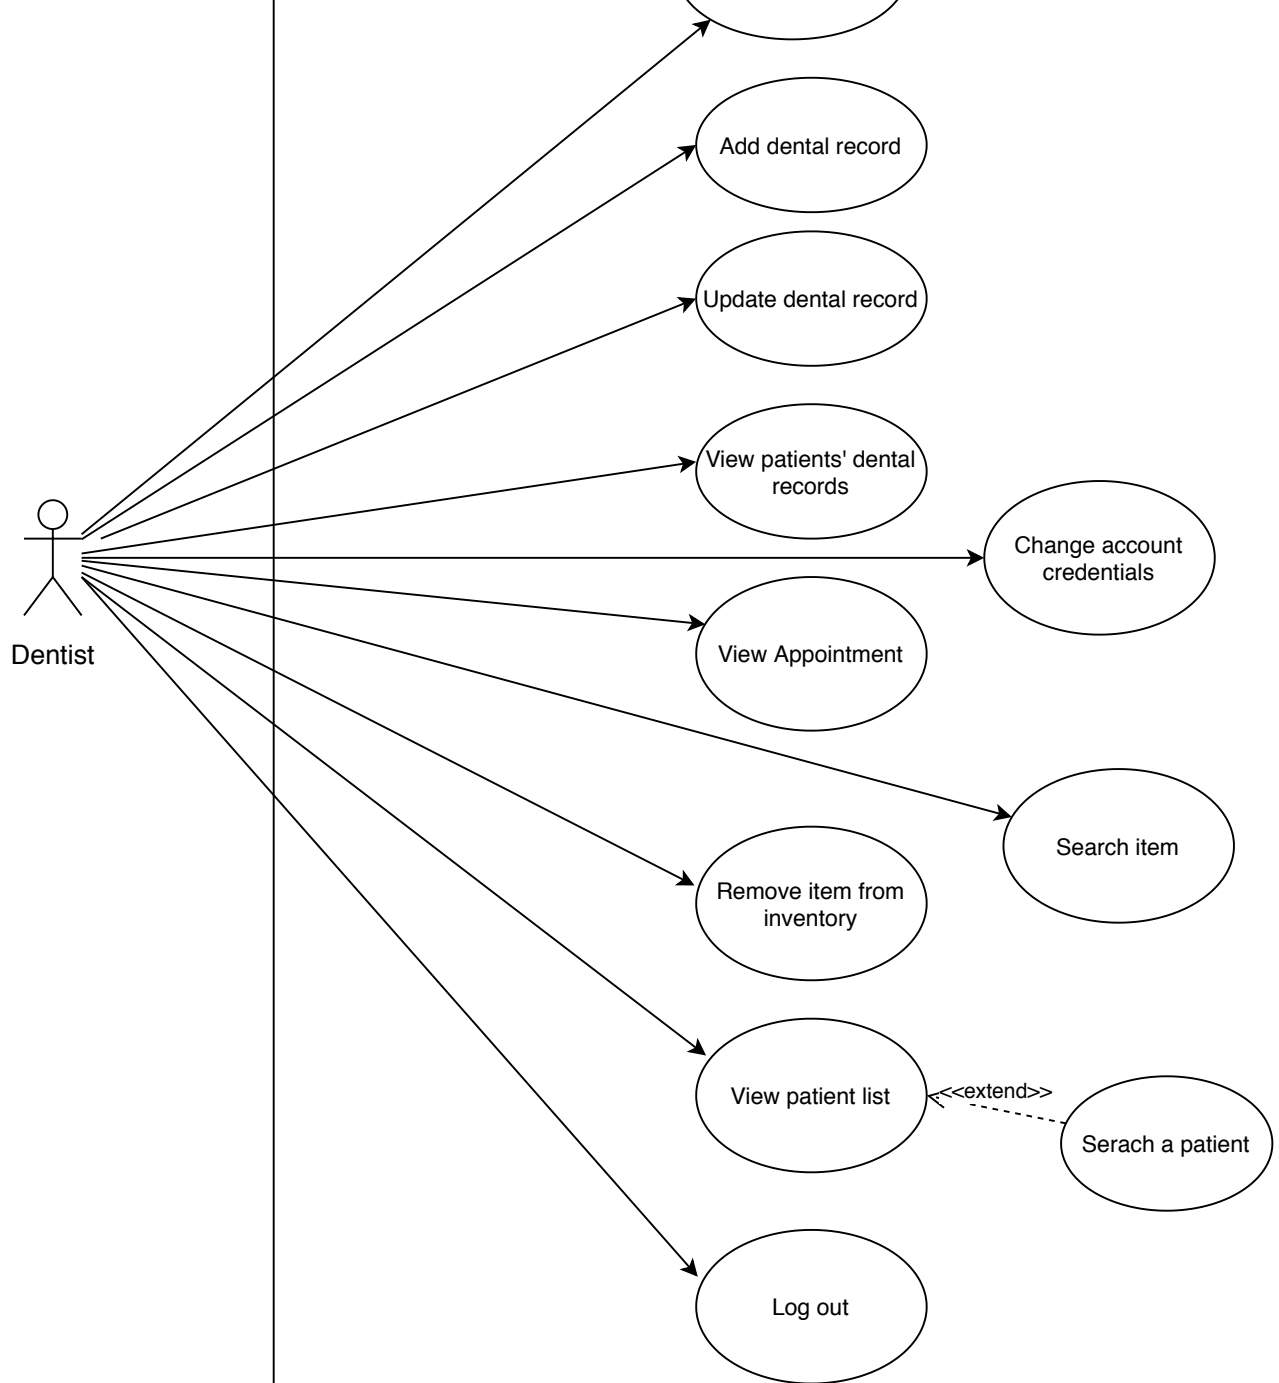 Add dental record
Update dental record
View patients' dental
records
Change account
credentials
Dentist
View Appointment
Search item
Remove item from
inventory
View patient list
<<extend>>
Serach a patient
Log out